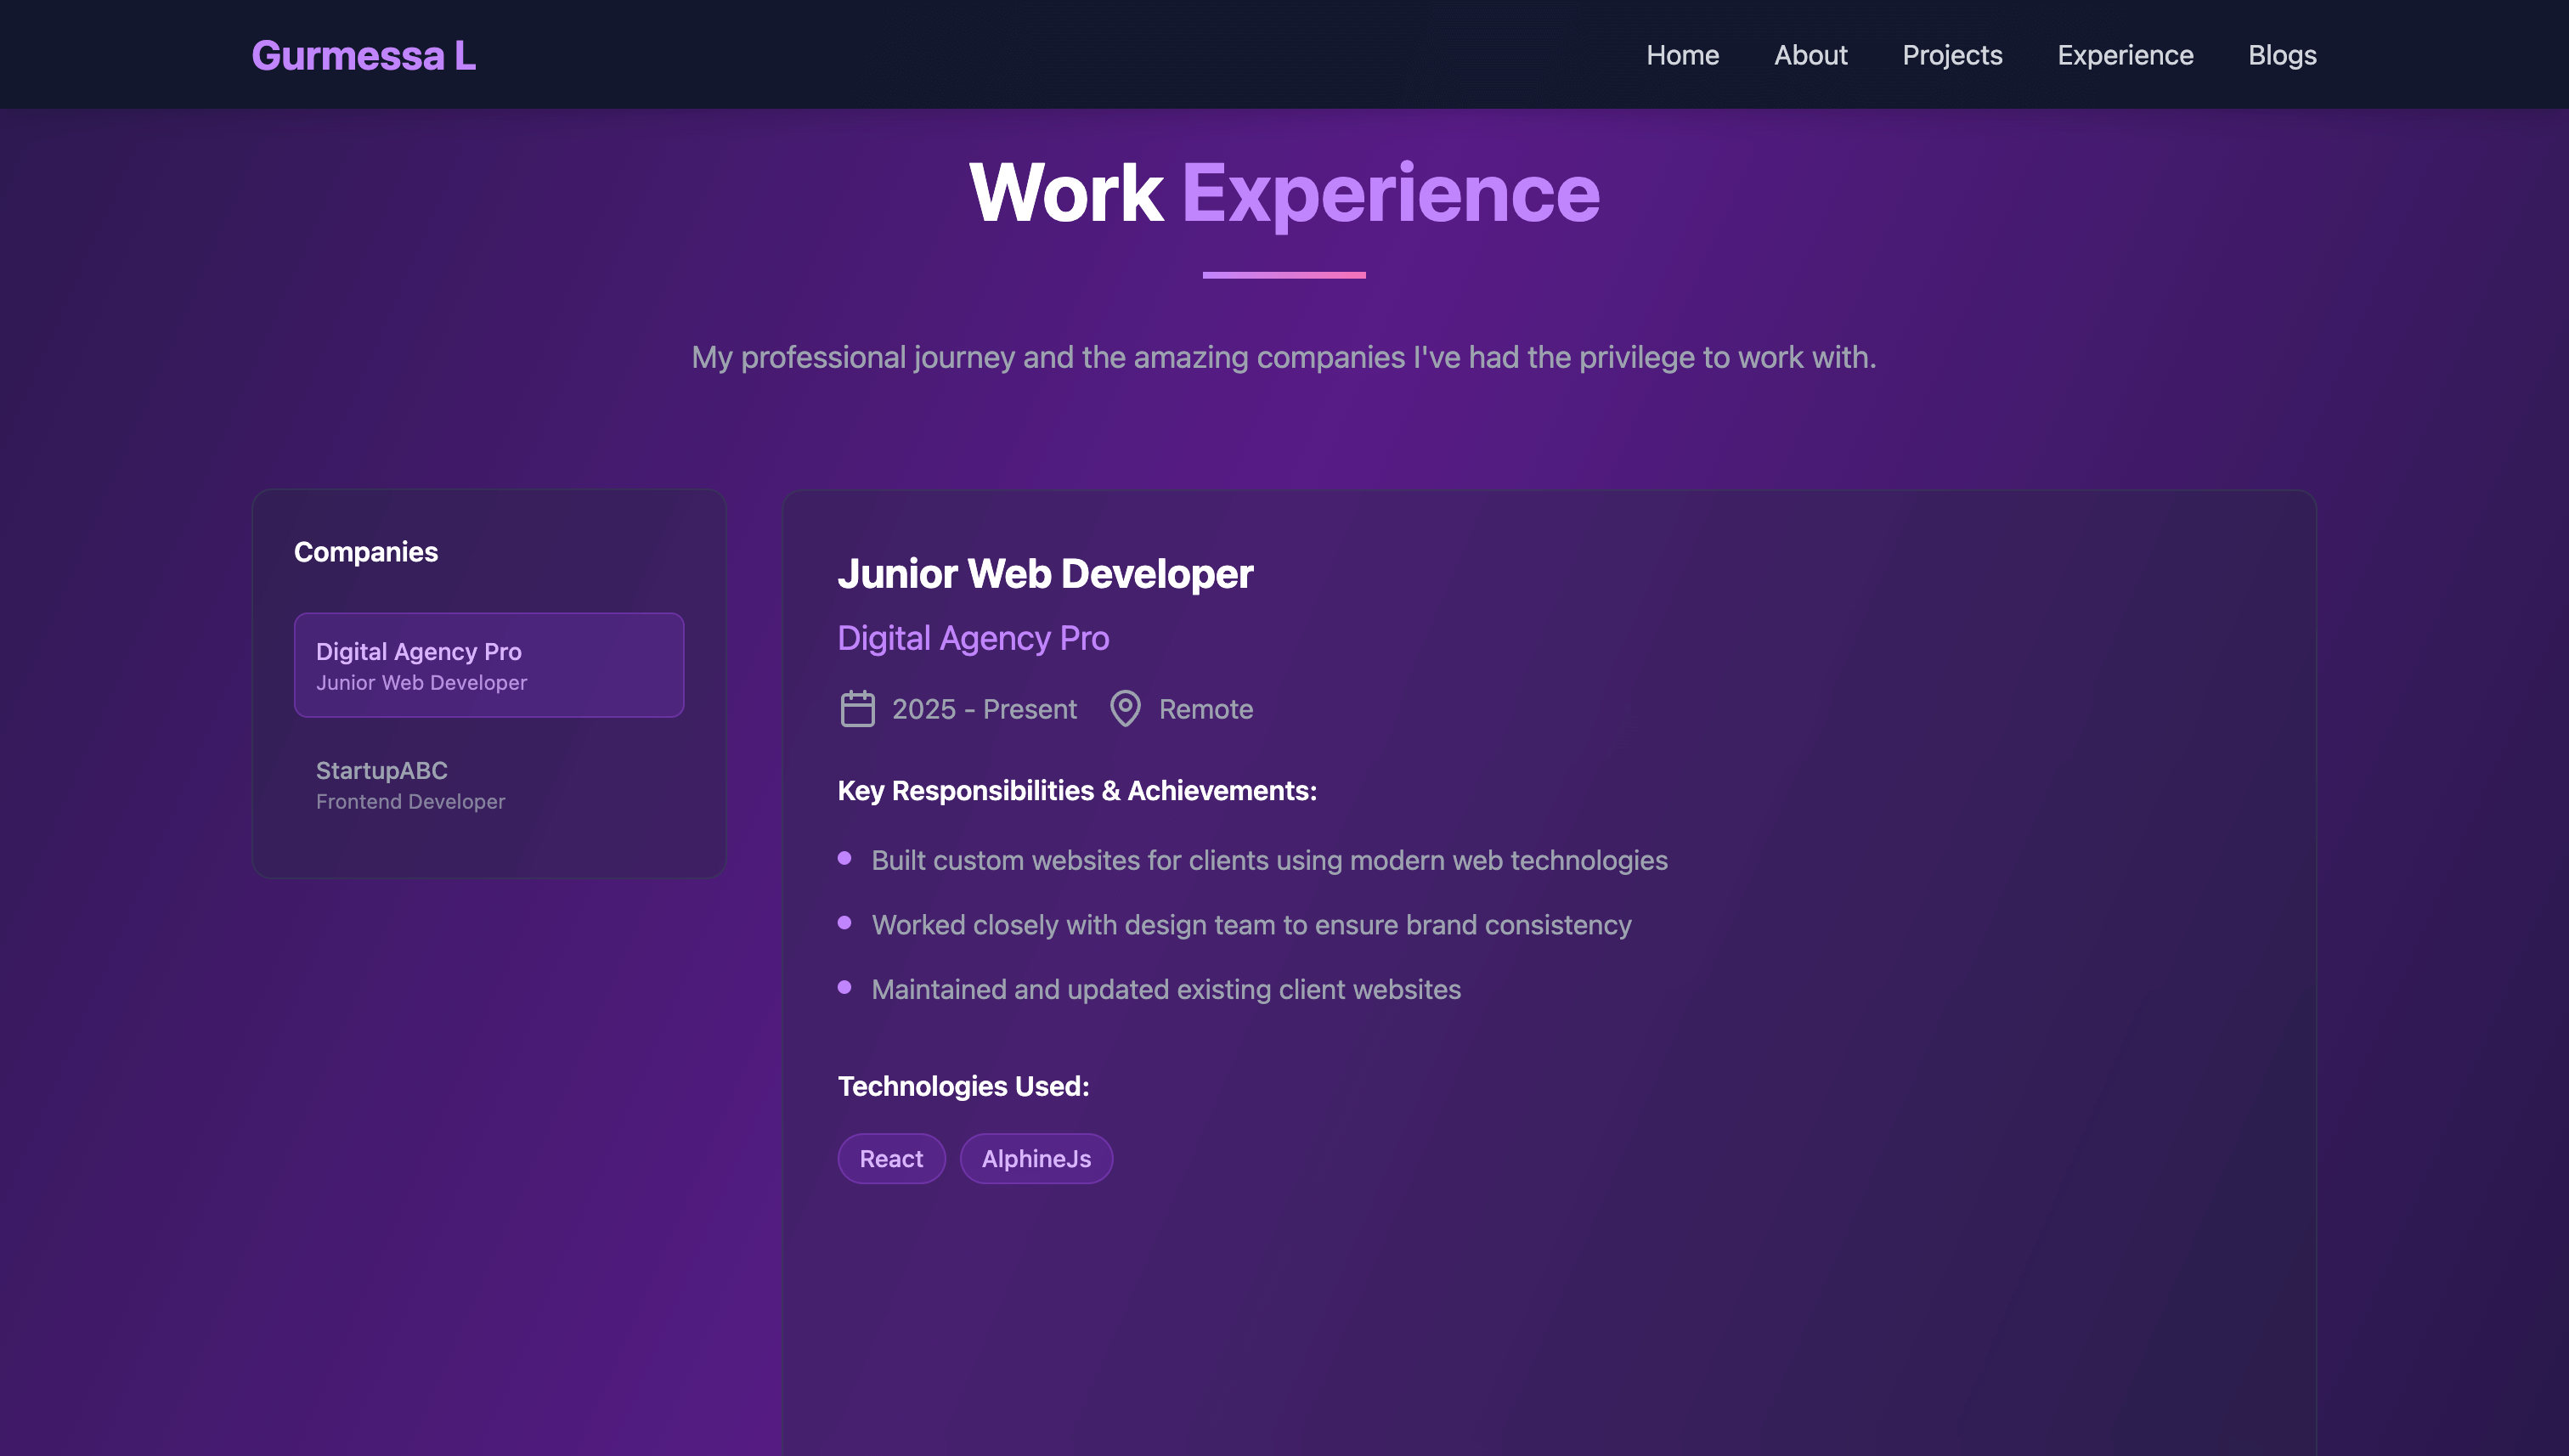 Gurmessa L
Home About Projects Experience Blogs
Work Experience
My professional journey and the amazing companies I've had the privilege to work with.
Companies
Digital Agency Pro
Junior Web Developer
StartupABC
Frontend Developer
Junior Web Developer
Digital Agency Pro
2025 - Present Remote
Key Responsibilities & Achievements:
Built custom websites for clients using modern web technologies
Worked closely with design team to ensure brand consistency
Maintained and updated existing client websites
Technologies Used:
React AlphineJs